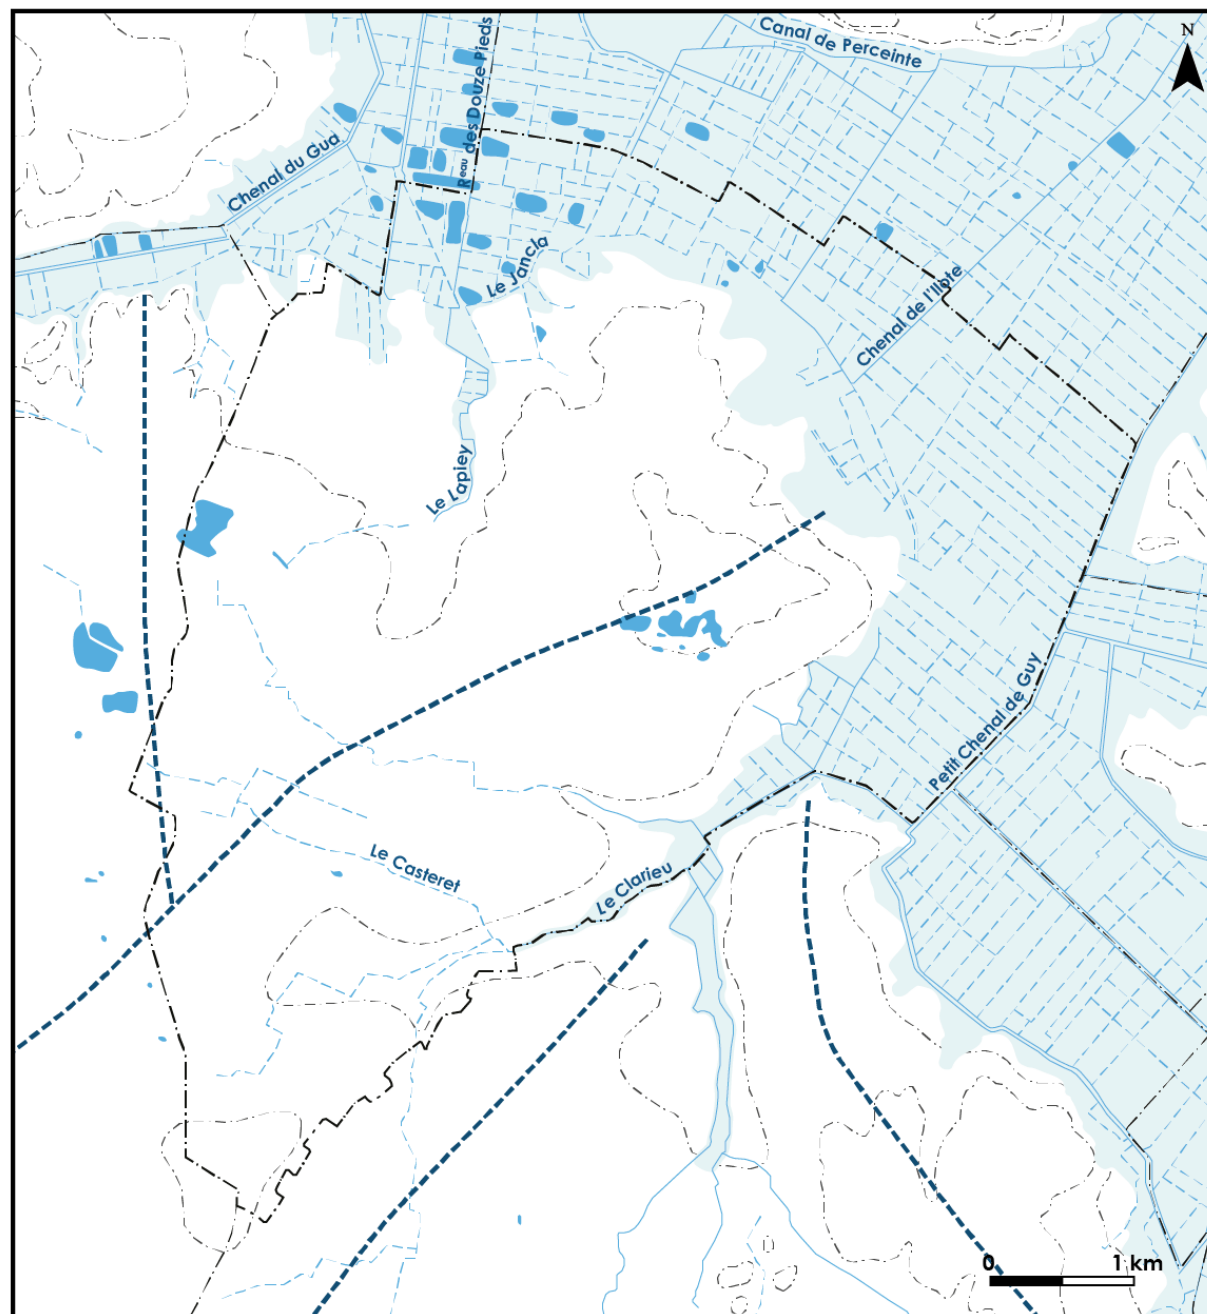 Canal de Perceinte
N
Reau des Douze Pieds
Chenal du Gua
Le Jancla
Chenal de l'Ilote
Le Lapiey
Petit Chenal de Guy
Le Casteret
Le Clarieu
0 1 km